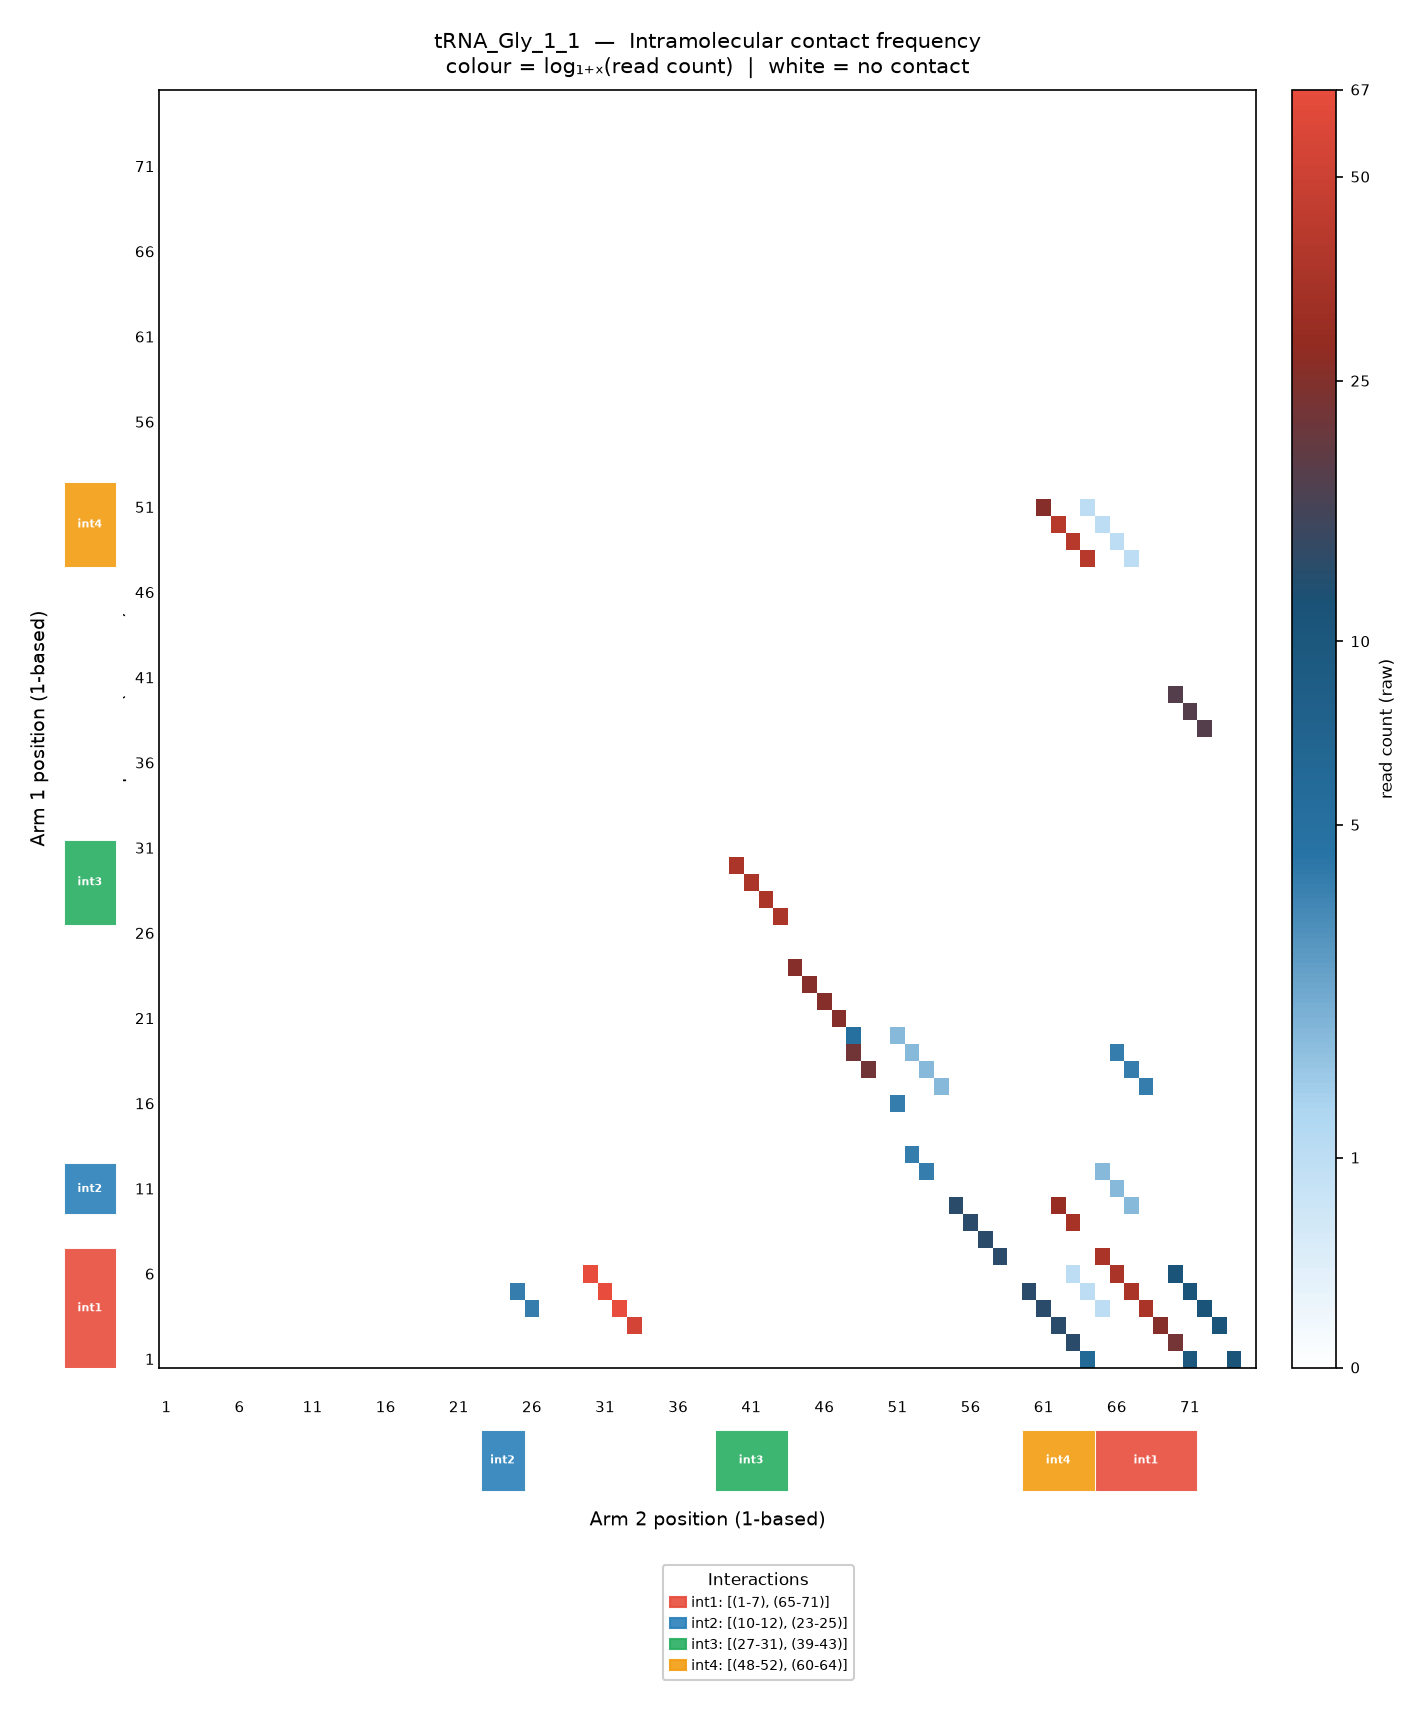 tRNA_Gly_1_1 — Intramolecular contact frequency
colour = log₁₊ₓ(read count) | white = no contact
Arm 1 position (1-based)
71
66
61
56
51
46
41
36
31
26
21
16
11
6
1
int4
int3
int2
int1
1 6 11 16 21 26 31 36 41 46 51 56 61 66 71
int2 int3 int4 int1
Arm 2 position (1-based)
67
50
25
10
5
1
0
read count (raw)
Interactions
int1: [(1-7), (65-71)]
int2: [(10-12), (23-25)]
int3: [(27-31), (39-43)]
int4: [(48-52), (60-64)]